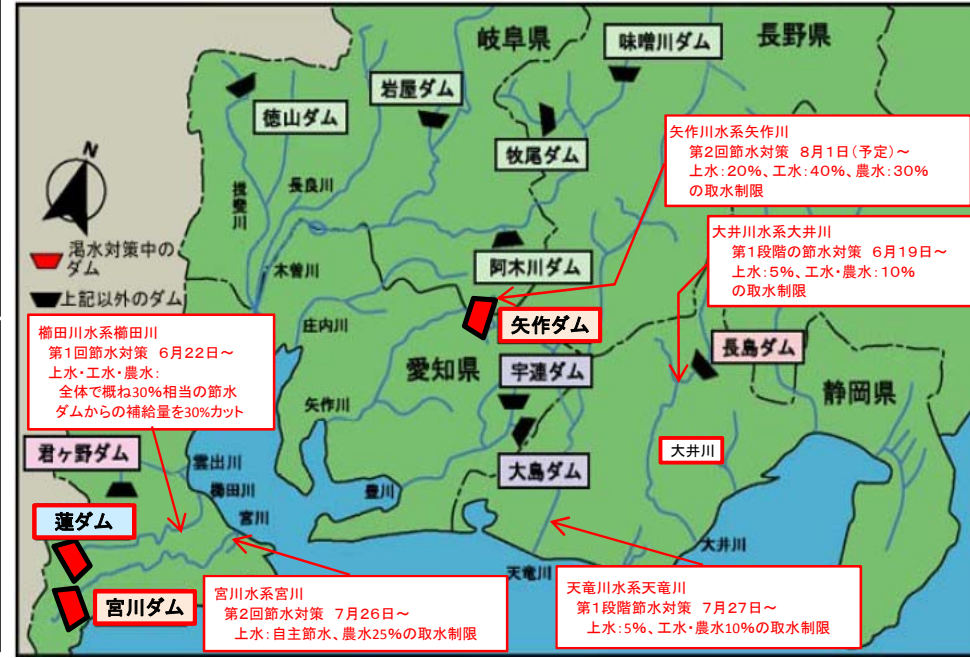 岐阜県
味噌川ダム
長野県
岩屋ダム
徳山ダム
牧尾ダム
矢作川水系矢作川
第2回節水対策 8月1日(予定)~
上水:20%、工水:40%、農水:30%
の取水制限
N
長良川
揖斐川
大井川水系大井川
第1段階の節水対策 6月19日~
上水:5%、工水・農水:10%
の取水制限
渇水対策中の
ダム
上記以外のダム
木曽川
阿木川ダム
櫛田川水系櫛田川
第1回節水対策 6月22日~
上水・工水・農水:
全体で概ね30%相当の節水
ダムからの補給量を30%カット
庄内川
矢作ダム
長島ダム
愛知県
宇連ダム
静岡県
矢作川
君ヶ野ダム
大井川
雲出川
大島ダム
櫛田川
豊川
蓮ダム
宮川
大井川
天竜川
宮川ダム
宮川水系宮川
第2回節水対策 7月26日~
上水:自主節水、農水25%の取水制限
天竜川水系天竜川
第1段階節水対策 7月27日~
上水:5%、工水・農水10%の取水制限